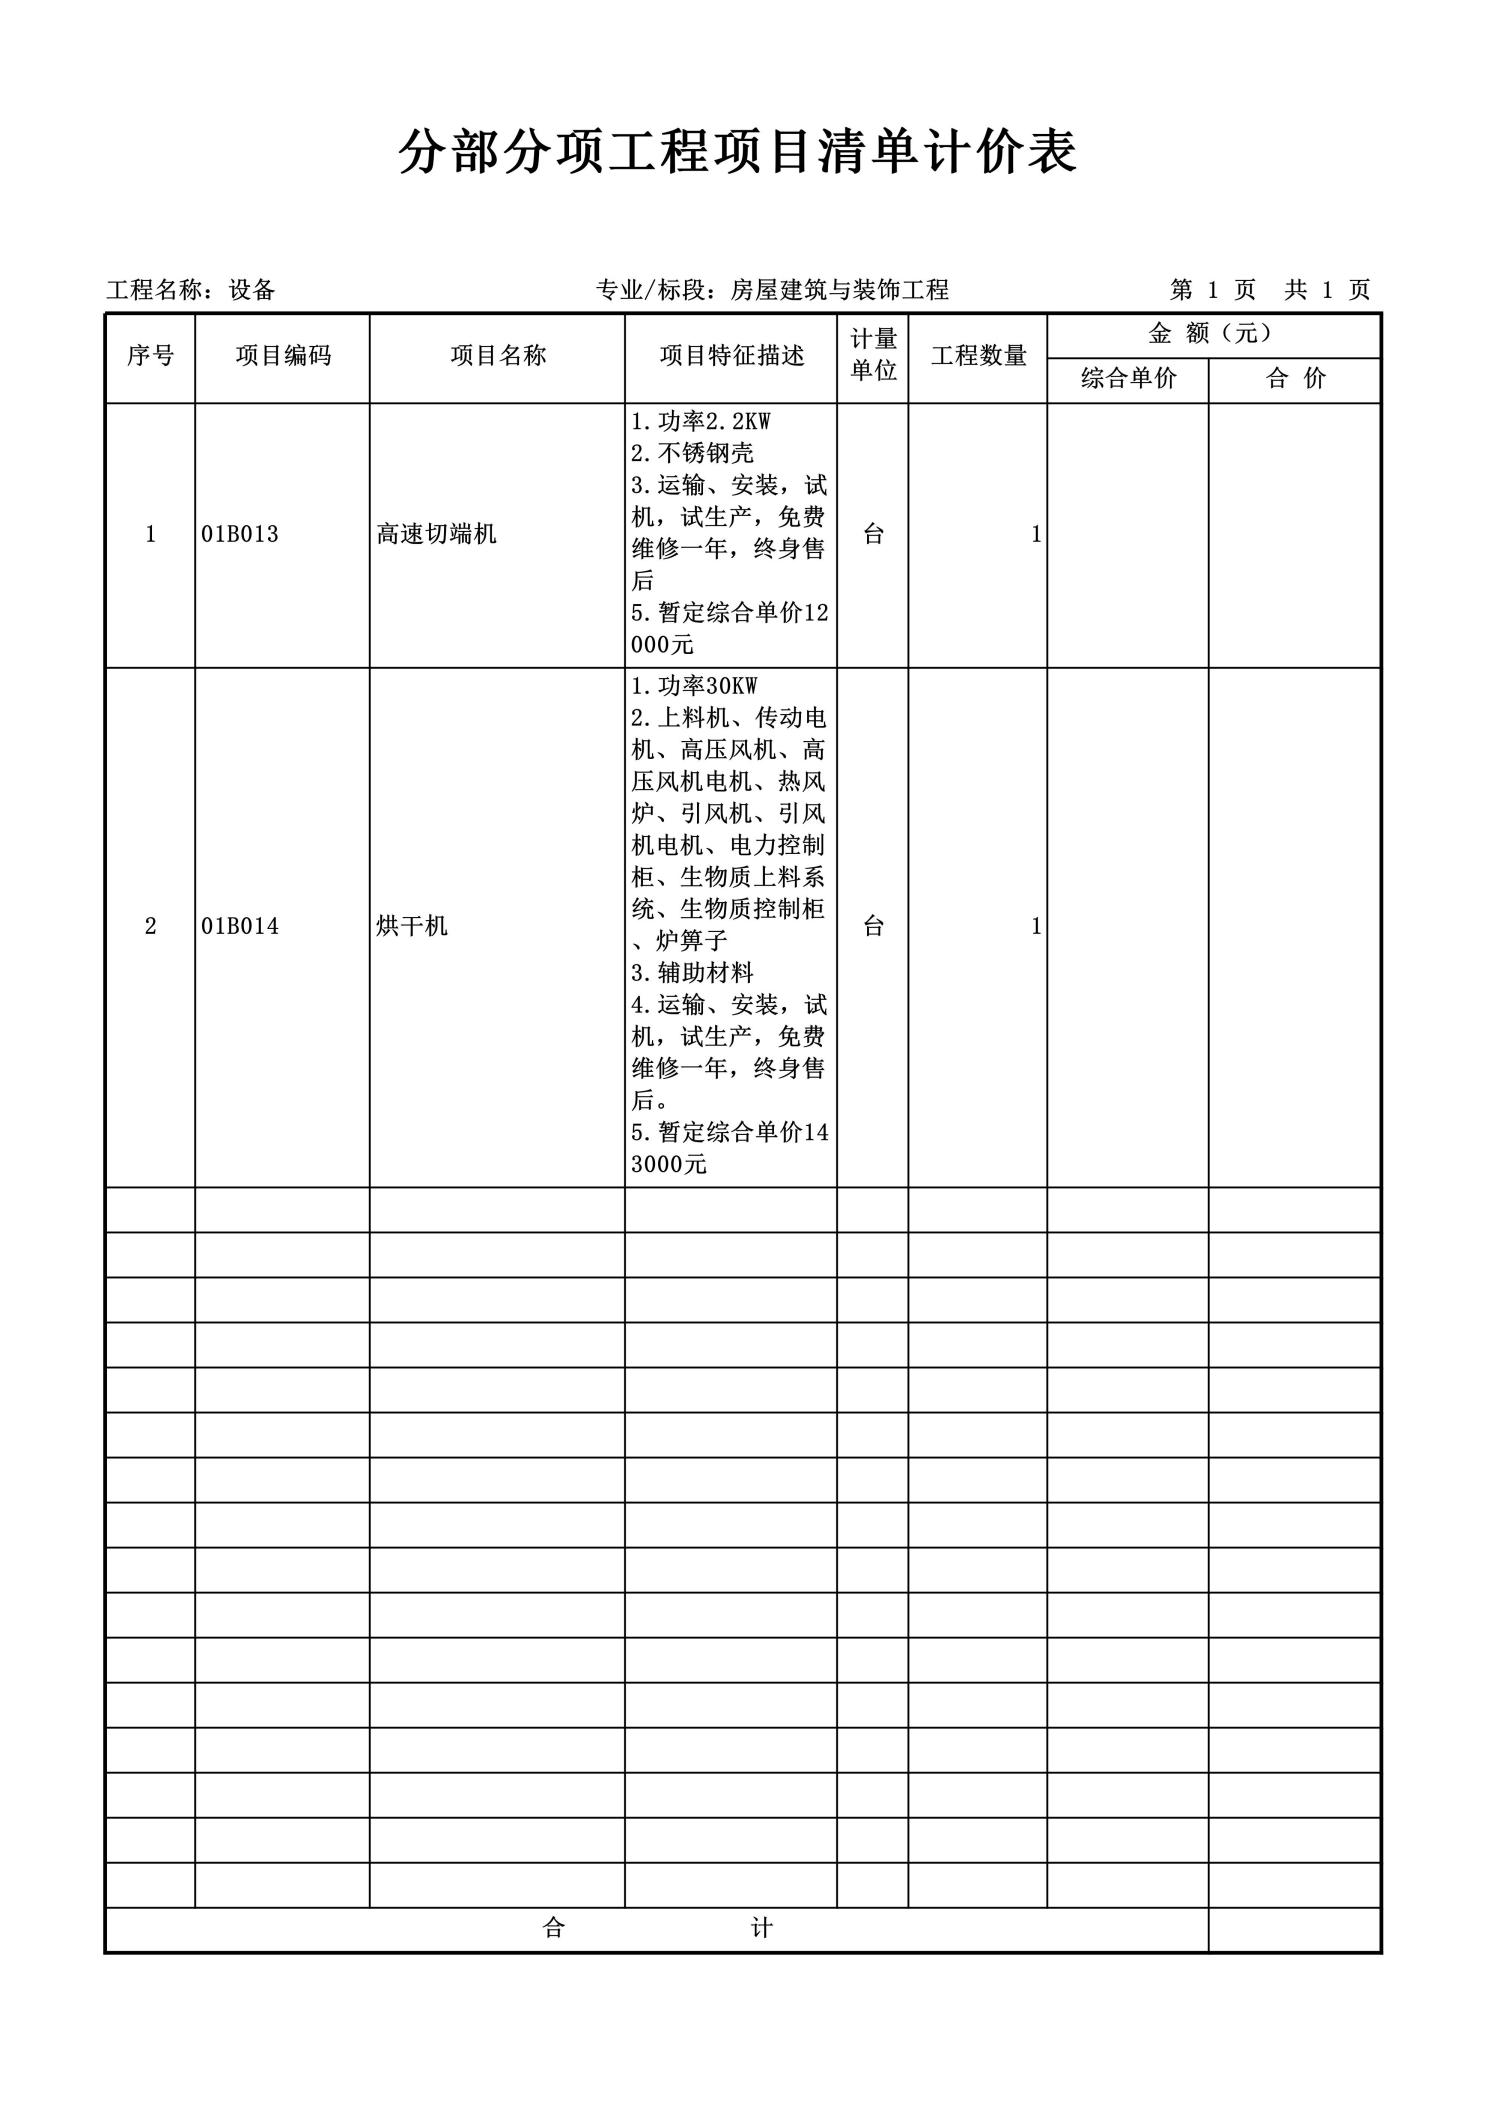 分部分项工程项目清单计价表
工程名称：设备 专业/标段：房屋建筑与装饰工程 第 1 页 共 1 页
序号 项目编码 项目名称 项目特征描述 计量单位 工程数量 金 额（元）
综合单价 合 价
1 01B013 高速切端机
1.功率2.2KW
2.不锈钢壳
3.运输、安装，试
机，试生产，免费
维修一年，终身售
后
5.暂定综合单价12
000元
台 1
2 01B014 烘干机
1.功率30KW
2.上料机、传动电
机、高压风机、高
压风机电机、热风
炉、引风机、引风
机电机、电力控制
柜、生物质上料系
统、生物质控制柜
、炉箅子
3.辅助材料
4.运输、安装，试
机，试生产，免费
维修一年，终身售
后。
5.暂定综合单价14
3000元
台 1
合 计